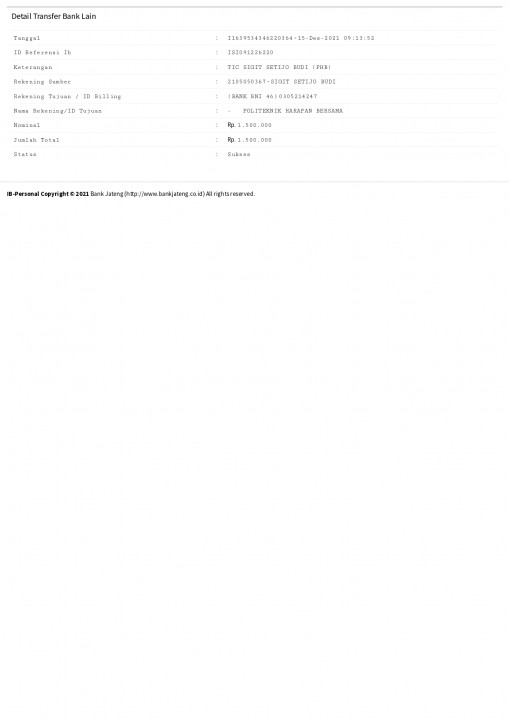 Detail Transfer Bank Lain
Tanggal : I1639534346220364-15-Des-2021 09:13:52
ID Referensi Ib : ISZ091226220
Keterangan : TIC SIGIT SETIJO BUDI (PHB)
Rekening Sumber : 2105050367-SIGIT SETIJO BUDI
Rekening Tujuan / ID Billing : (BANK BNI 46)0305214247
Nama Rekening/ID Tujuan : - POLITEKNIK HARAPAN BERSAMA
Nominal : Rp. 1.500.000
Jumlah Total : Rp. 1.500.000
Status : Sukses
IB-Personal Copyright © 2021 Bank Jateng (http://www.bankjateng.co.id) All rights reserved.